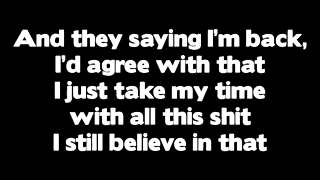 And they saying I'm back,
I'd agree with that
I just take my time
with all this shit
I still believe in that